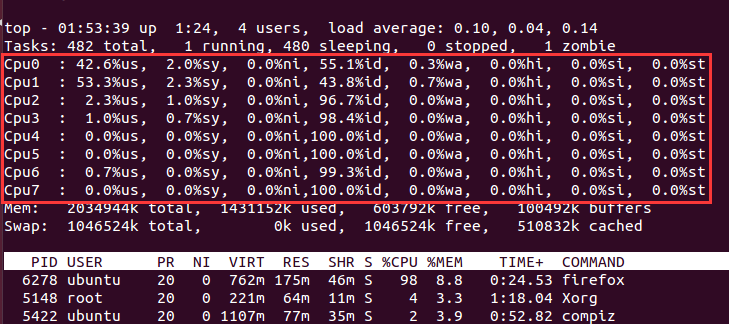 top - 01:53:39 up  1:24,  4 users,  load average: 0.10, 0.04, 0.14
Tasks: 482 total,   1 running, 480 sleeping,   0 stopped,   1 zombie
Cpu0  : 42.6%us,  2.0%sy,  0.0%ni, 55.1%id,  0.3%wa,  0.0%hi,  0.0%si,  0.0%st
Cpu1  : 53.3%us,  2.3%sy,  0.0%ni, 43.8%id,  0.7%wa,  0.0%hi,  0.0%si,  0.0%st
Cpu2  :  2.3%us,  1.0%sy,  0.0%ni, 96.7%id,  0.0%wa,  0.0%hi,  0.0%si,  0.0%st
Cpu3  :  1.0%us,  0.7%sy,  0.0%ni, 98.4%id,  0.0%wa,  0.0%hi,  0.0%si,  0.0%st
Cpu4  :  0.0%us,  0.0%sy,  0.0%ni,100.0%id,  0.0%wa,  0.0%hi,  0.0%si,  0.0%st
Cpu5  :  0.0%us,  0.0%sy,  0.0%ni,100.0%id,  0.0%wa,  0.0%hi,  0.0%si,  0.0%st
Cpu6  :  0.7%us,  0.0%sy,  0.0%ni, 99.3%id,  0.0%wa,  0.0%hi,  0.0%si,  0.0%st
Cpu7  :  0.0%us,  0.0%sy,  0.0%ni,100.0%id,  0.0%wa,  0.0%hi,  0.0%si,  0.0%st
Mem:   2034944k total,  1431152k used,   603792k free,   100492k buffers
Swap:  1046524k total,        0k used,  1046524k free,   510832k cached
PID USER      PR  NI  VIRT  RES  SHR S %CPU %MEM    TIME+  COMMAND
6278 ubuntu    20   0  762m 175m  46m S   98  8.8   0:24.53 firefox
5148 root      20   0  221m  64m  11m S    4  3.3   1:18.04 Xorg
5422 ubuntu    20   0 1107m  77m  35m S    2  3.9   0:52.82 compiz